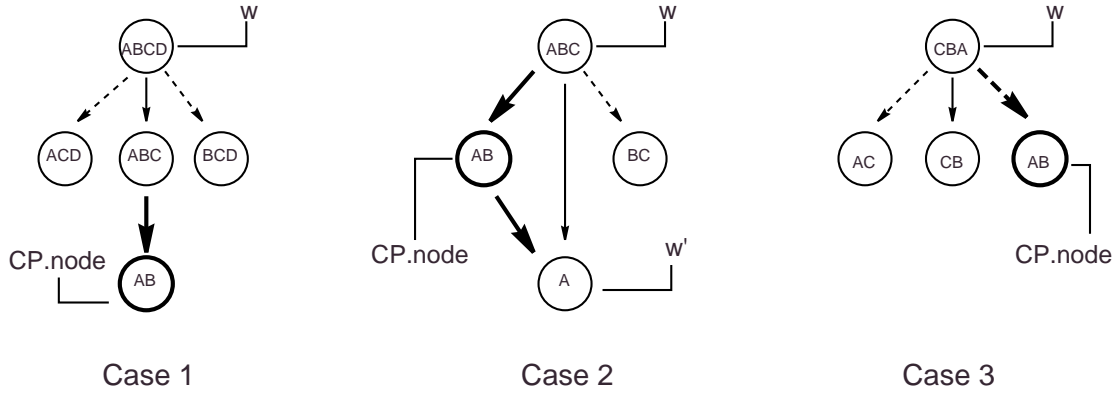 w
ABCD
ACD
ABC
BCD
CP.node
AB
Case 1
w
ABC
AB
BC
CP.node
w'
A
Case 2
w
CBA
AC
CB
AB
CP.node
Case 3